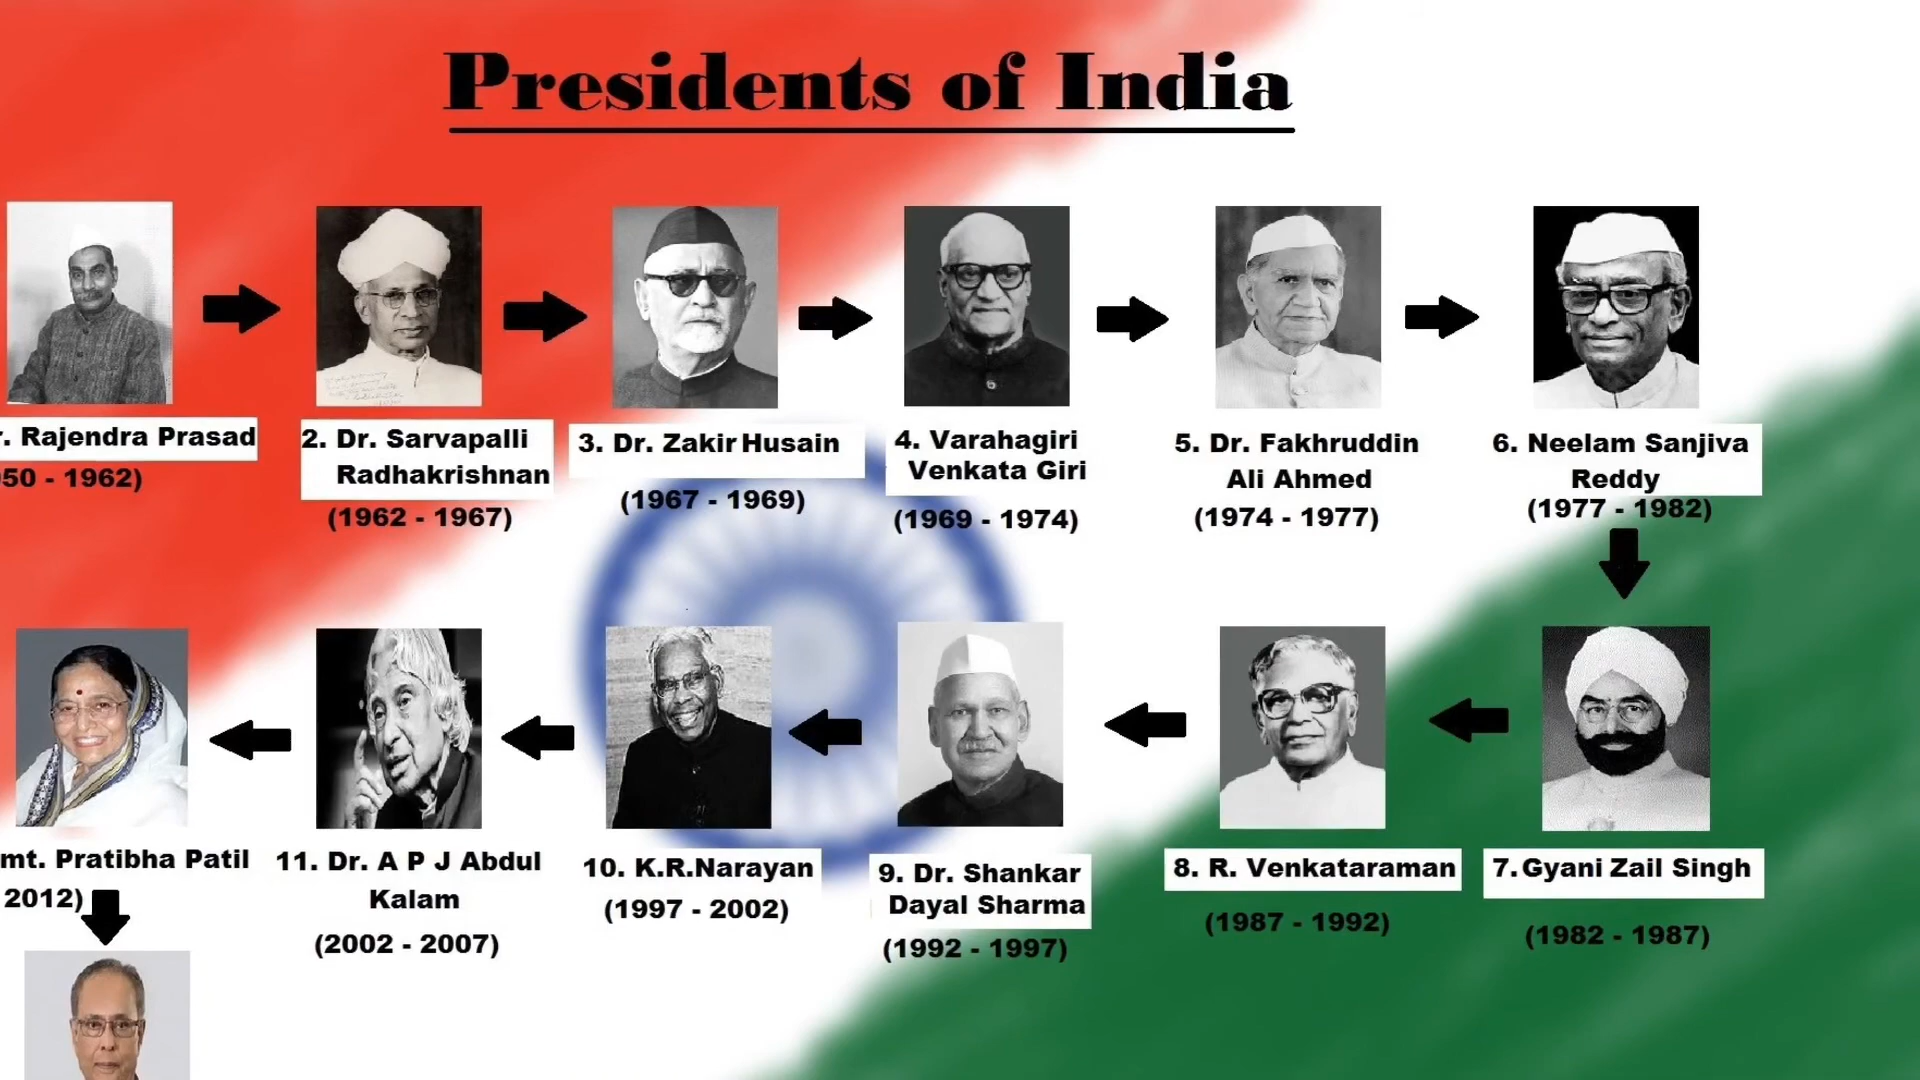 Presidents of India
r. Rajendra Prasad
50 - 1962)
2. Dr. Sarvapalli
Radhakrishnan
(1962 - 1967)
3. Dr. Zakir Husain
(1967 - 1969)
4. Varahagiri
Venkata Giri
(1969 - 1974)
5. Dr. Fakhruddin
Ali Ahmed
(1974 - 1977)
6. Neelam Sanjiva
Reddy
(1977 - 1982)
mt. Pratibha Patil
2012)
11. Dr. A P J Abdul
Kalam
(2002 - 2007)
10. K.R.Narayan
(1997 - 2002)
9. Dr. Shankar
Dayal Sharma
(1992 - 1997)
8. R. Venkataraman
(1987 - 1992)
7. Gyani Zail Singh
(1982 - 1987)